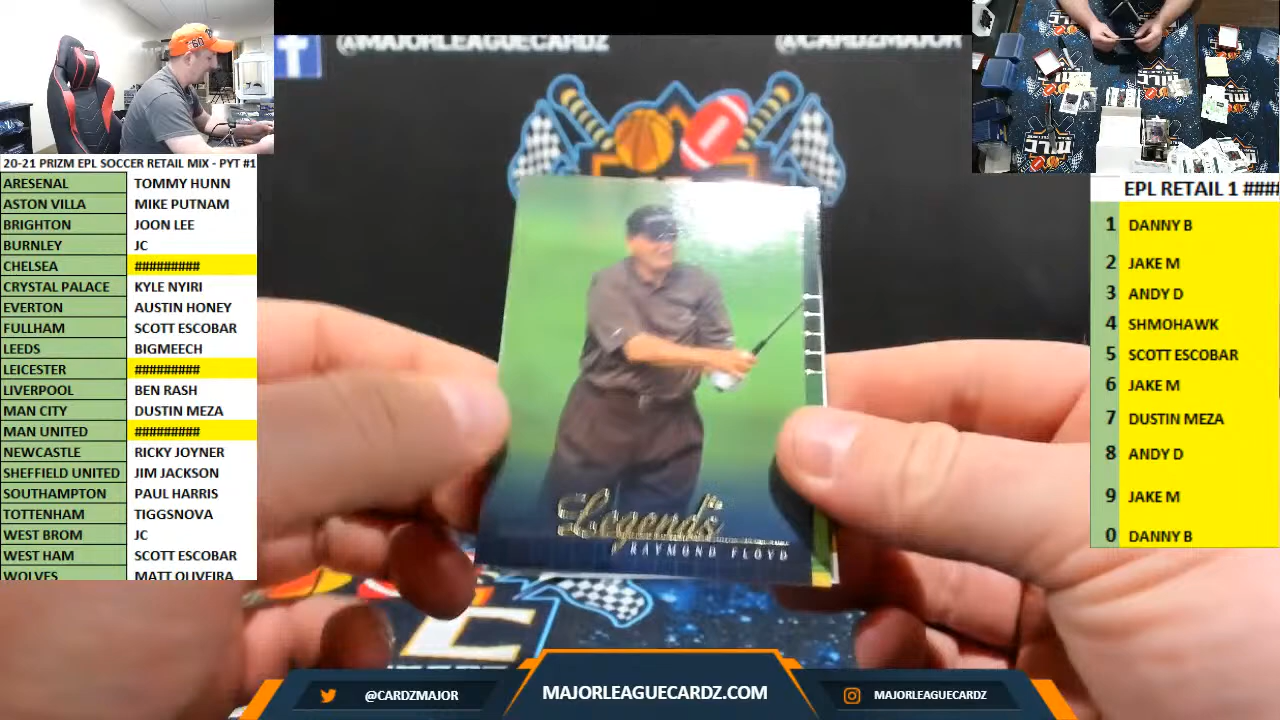 @MAJORLEAGUECARDZ
@CARDZMAJOR
20-21 PRIZM EPL SOCCER RETAIL MIX - PYT #1
ARESENAL TOMMY HUNN
ASTON VILLA MIKE PUTNAM
BRIGHTON JOON LEE
BURNLEY JC
CHELSEA #########
CRYSTAL PALACE KYLE NYIRI
EVERTON AUSTIN HONEY
FULLHAM SCOTT ESCOBAR
LEEDS BIGMEECH
LEICESTER #########
LIVERPOOL BEN RASH
MAN CITY DUSTIN MEZA
MAN UNITED #########
NEWCASTLE RICKY JOYNER
SHEFFIELD UNITED JIM JACKSON
SOUTHAMPTON PAUL HARRIS
TOTTENHAM TIGGSNOVA
WEST BROM JC
WEST HAM SCOTT ESCOBAR
WOLVES MATT OLIVEIRA
Legends
RAYMOND FLOYD
EPL RETAIL 1 ####
1 DANNY B
2 JAKE M
3 ANDY D
4 SHMOHAWK
5 SCOTT ESCOBAR
6 JAKE M
7 DUSTIN MEZA
8 ANDY D
9 JAKE M
0 DANNY B
@CARDZMAJOR
MAJORLEAGUECARDZ.COM
MAJORLEAGUECARDZ